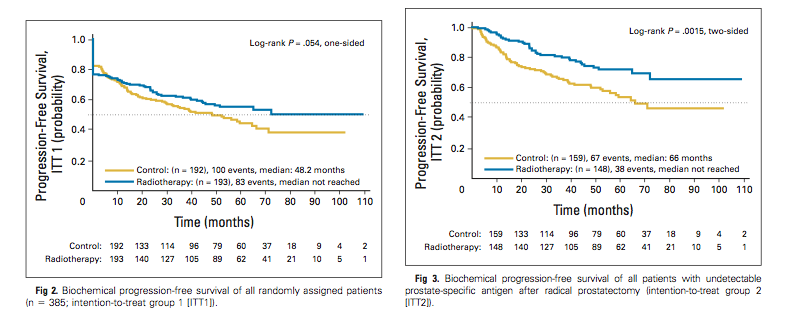 Progression-Free Survival,
ITT 1 (probability)
1.0
0.8
0.6
0.4
0.2
Log-rank P = .054, one-sided
Control: (n = 192), 100 events, median: 48.2 months
Radiotherapy: (n = 193), 83 events, median not reached
0 10 20 30 40 50 60 70 80 90 100 110
Time (months)
Control: 192 133 114 96 79 60 37 18 9 4 2
Radiotherapy: 193 140 127 105 89 62 41 21 10 5 1
Fig 2. Biochemical progression-free survival of all randomly assigned patients
(n = 385; intention-to-treat group 1 [ITT1]).
Progression-Free Survival,
ITT 2 (probability)
1.0
0.8
0.6
0.4
0.2
Log-rank P = .0015, two-sided
Control: (n = 159), 67 events, median: 66 months
Radiotherapy: (n = 148), 38 events, median not reached
0 10 20 30 40 50 60 70 80 90 100 110
Time (months)
Control: 159 133 114 96 79 60 37 18 9 4 2
Radiotherapy: 148 140 127 105 89 62 41 21 10 5 1
Fig 3. Biochemical progression-free survival of all patients with undetectable
prostate-specific antigen after radical prostatectomy (intention-to-treat group 2
[ITT2]).